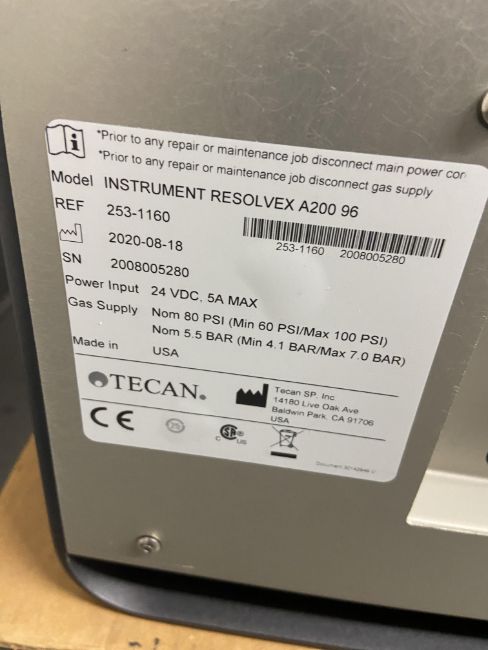 *Prior to any repair or maintenance job disconnect main power cor
*Prior to any repair or maintenance job disconnect gas supply
Model INSTRUMENT RESOLVEX A200 96
REF 253-1160
253-1160 2008005280
2020-08-18
SN 2008005280
Power Input 24 VDC, 5A MAX
Gas Supply Nom 80 PSI (Min 60 PSI/Max 100 PSI)
Nom 5.5 BAR (Min 4.1 BAR/Max 7.0 BAR)
Made in USA
TECAN.
Tecan SP, Inc
14180 Live Oak Ave
Baldwin Park, CA 91706
USA
CE
25
C SA® US